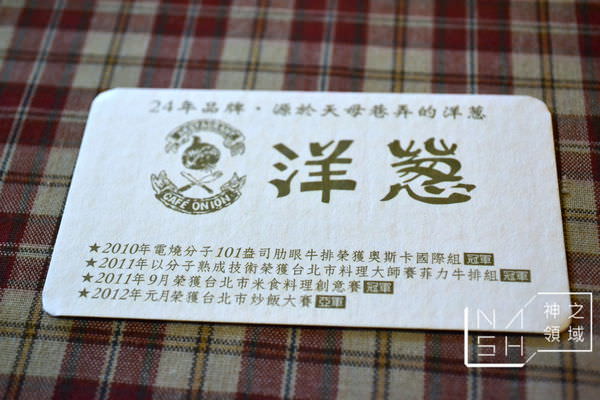 24年品牌，源於天母巷弄的洋蔥
CAFÉ ONION
洋蔥
★2010年電燒分子101盎司肋眼牛排榮獲奧斯卡國際組 冠軍
★2011年以分子熟成技術榮獲台北市料理大師賽菲力牛排組 冠軍
★2011年9月榮獲台北市米食料理創意賽 冠軍
★2012年元月榮獲台北市炒飯大賽 亞軍
NASH
神之
領域